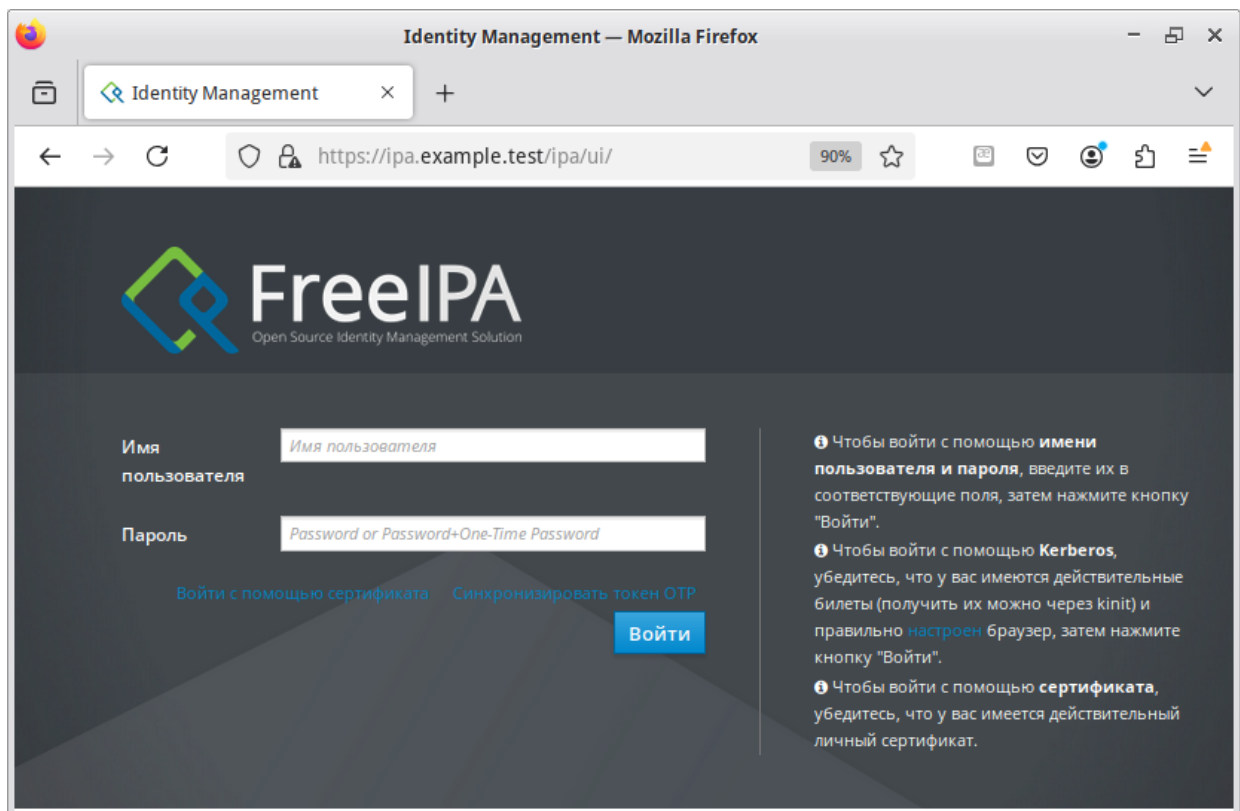 Identity Management — Mozilla Firefox
Identity Management
https://ipa.example.test/ipa/ui/
90%
FreeIPA
Open Source Identity Management Solution
Имя
пользователя
Имя пользователя
Пароль
Password or Password+One-Time Password
Войти с помощью сертификата Синхронизировать токен OTP
Войти
Чтобы войти с помощью имени
пользователя и пароля, введите их в
соответствующие поля, затем нажмите кнопку
"Войти".
Чтобы войти с помощью Kerberos,
убедитесь, что у вас имеются действительные
билеты (получить их можно через kinit) и
правильно настроен браузер, затем нажмите
кнопку "Войти".
Чтобы войти с помощью сертификата,
убедитесь, что у вас имеется действительный
личный сертификат.